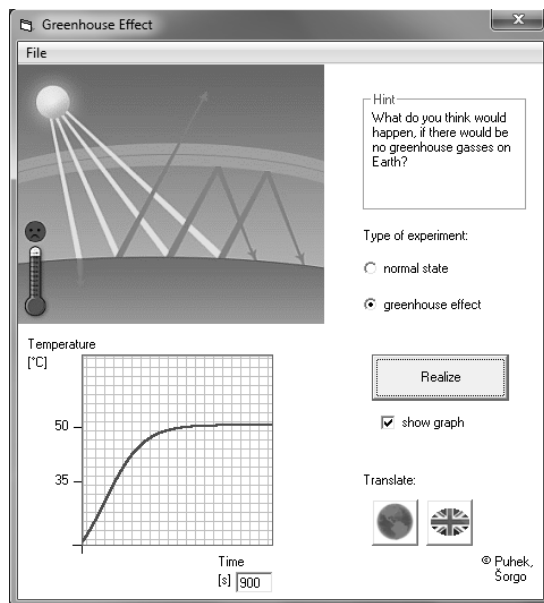 Greenhouse Effect
File
Hint
What do you think would
happen, if there would be
no greenhouse gasses on
Earth?
Type of experiment:
normal state
greenhouse effect
Temperature
[°C]
50
35
Realize
show graph
Translate:
Time
[s] 900
© Puhek,
Šorgo